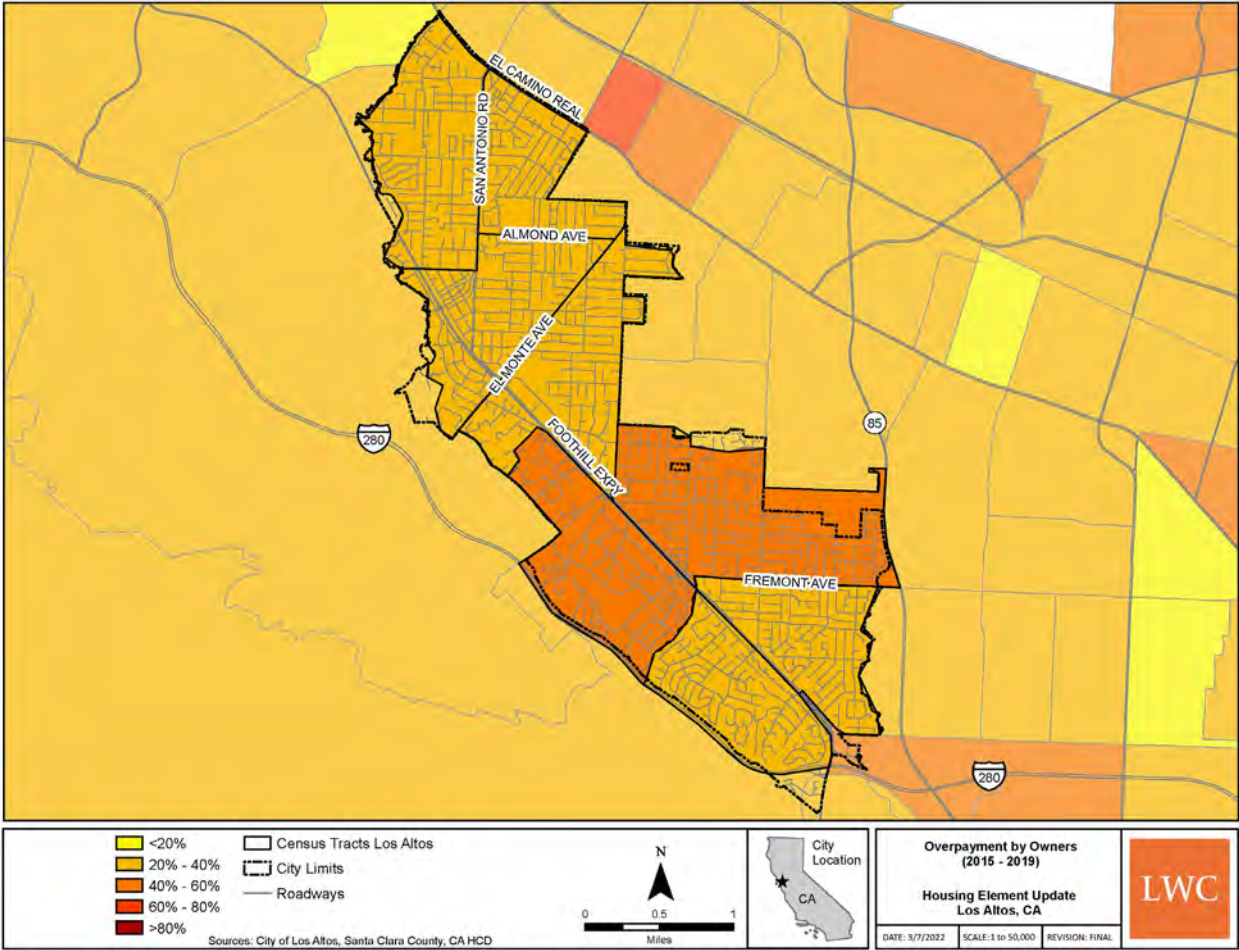 EL CAMINO REAL
SAN ANTONIO RD
ALMOND AVE
EL MONTE AVE
280
FOOTHILL EXPY
85
FREMONT AVE
280
<20%
20% - 40%
40% - 60%
60% - 80%
>80%
Census Tracts Los Altos
City Limits
Roadways
Sources: City of Los Altos, Santa Clara County, CA HCD
N
0 0.5 1
Miles
City
Location
CA
Overpayment by Owners
(2015 - 2019)
Housing Element Update
Los Altos, CA
DATE: 3/7/2022
SCALE:1 to 50,000
REVISION: FINAL
LWC